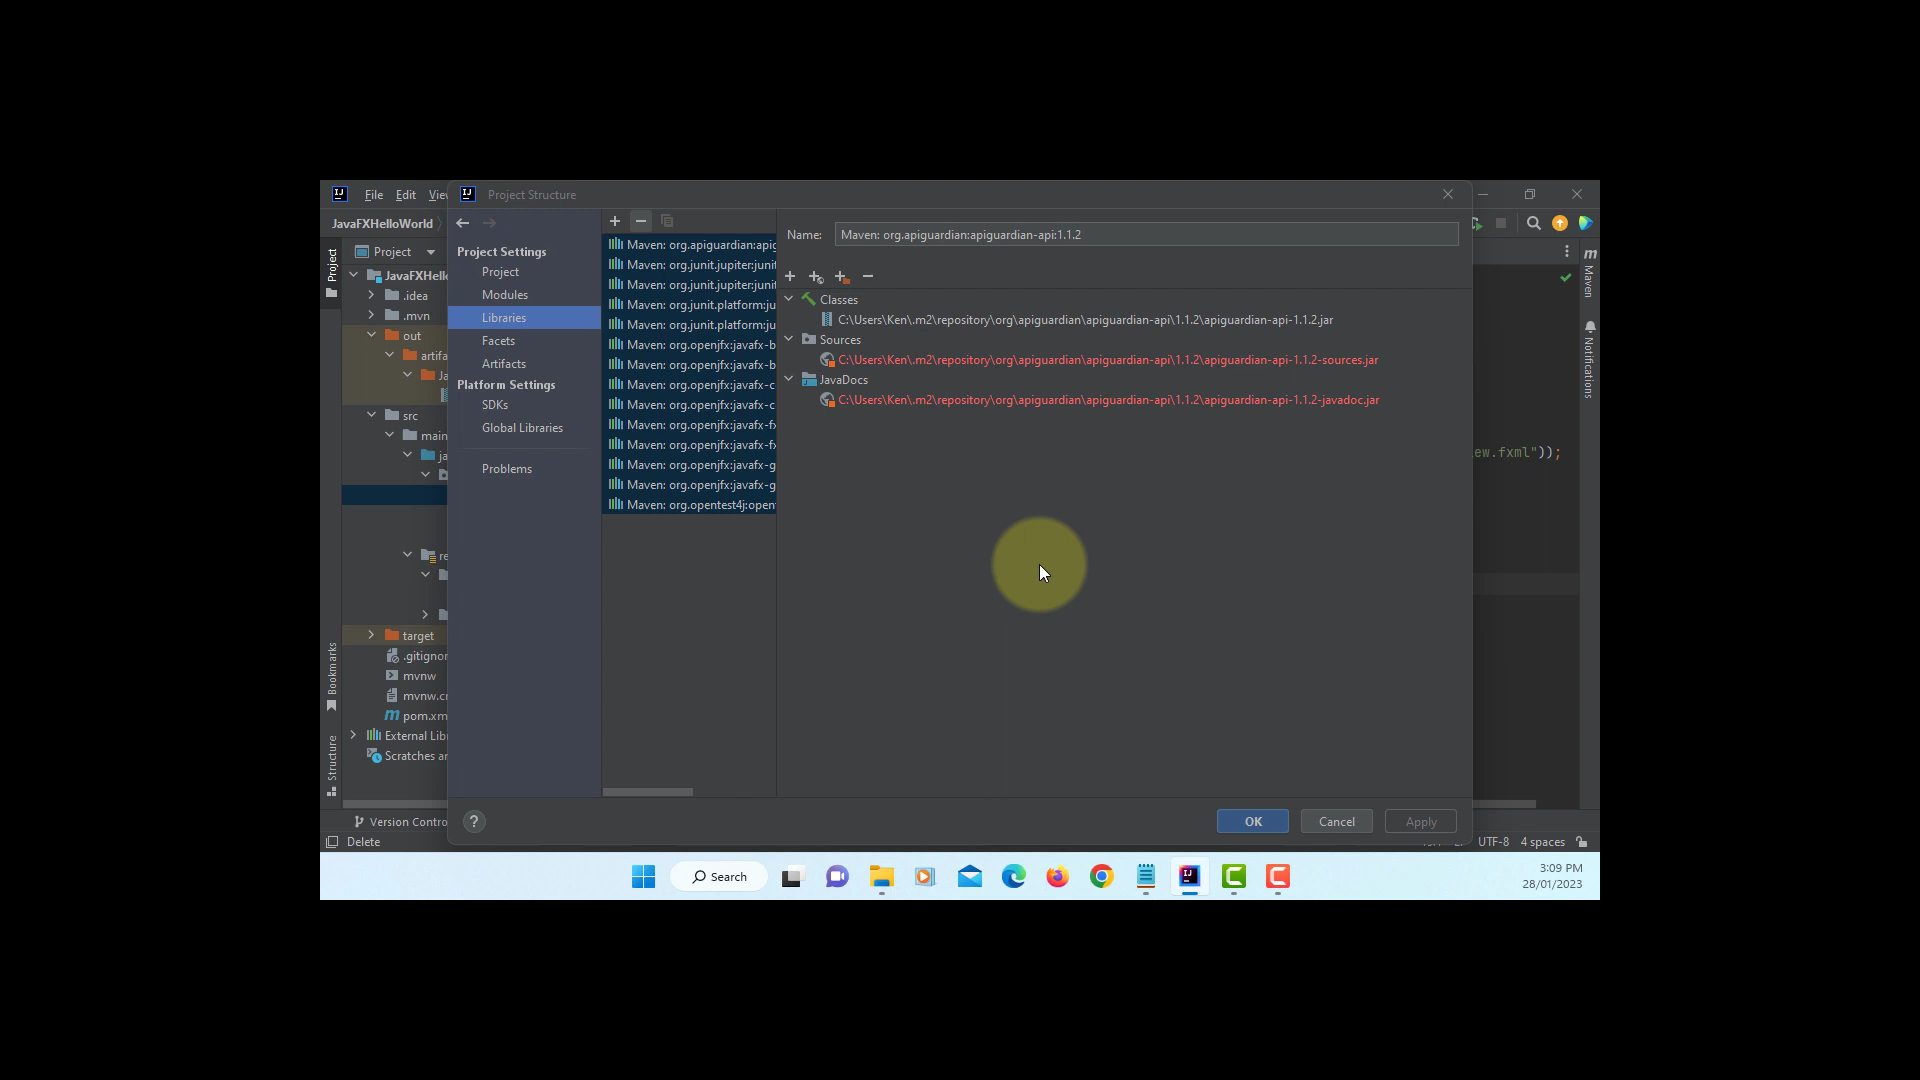 File Edit
Project Structure
JavaFXHelloWorld
Project
Project
JavaFXHell
.idea
.mvn
out
artifa
Ja
src
main
ja
re
target
.gitignor
mvnw
mvnw.c
pom.xm
External Lib
Scratches a
Bookmarks
Structure
Version Contro
Delete
Project Settings
Project
Modules
Libraries
Facets
Artifacts
Platform Settings
SDKs
Global Libraries
Problems
Maven: org.apiguardian:apig
Maven: org.junit.jupiter:juni
Maven: org.junit.jupiter:juni
Maven: org.junit.platform:ju
Maven: org.junit.platform:ju
Maven: org.openjfx:javafx-b
Maven: org.openjfx:javafx-b
Maven: org.openjfx:javafx-c
Maven: org.openjfx:javafx-c
Maven: org.openjfx:javafx-fx
Maven: org.openjfx:javafx-fx
Maven: org.openjfx:javafx-g
Maven: org.openjfx:javafx-g
Maven: org.opentest4j:open
Name: Maven: org.apiguardian:apiguardian-api:1.1.2
Classes
C:\Users\Ken\.m2\repository\org\apiguardian\apiguardian-api\1.1.2\apiguardian-api-1.1.2.jar
Sources
C:\Users\Ken\.m2\repository\org\apiguardian\apiguardian-api\1.1.2\apiguardian-api-1.1.2-sources.jar
JavaDocs
C:\Users\Ken\.m2\repository\org\apiguardian\apiguardian-api\1.1.2\apiguardian-api-1.1.2-javadoc.jar
OK Cancel Apply
?
m
Maven
Notifications
ew.fxml"));
UTF-8 4 spaces
Search
3:09 PM
28/01/2023